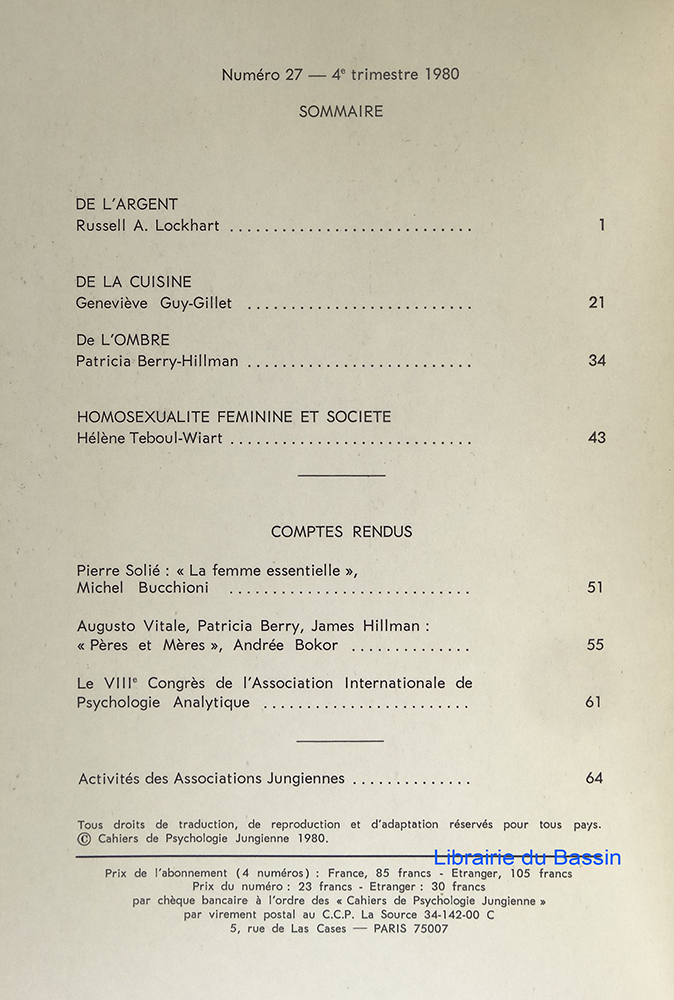 Numéro 27 — 4e trimestre 1980
SOMMAIRE
DE L'ARGENT
Russell A. Lockhart ............................ 1
DE LA CUISINE
Geneviève Guy-Gillet .......................... 21
De L'OMBRE
Patricia Berry-Hillman .......................... 34
HOMOSEXUALITE FEMININE ET SOCIETE
Hélène Teboul-Wiart ............................ 43
COMPTES RENDUS
Pierre Solié : « La femme essentielle »,
Michel Bucchioni ............................ 51
Augusto Vitale, Patricia Berry, James Hillman :
« Pères et Mères », Andrée Bokor .............. 55
Le VIIIe Congrès de l'Association Internationale de
Psychologie Analytique ........................ 61
Activités des Associations Jungiennes .............. 64
Tous droits de traduction, de reproduction et d'adaptation réservés pour tous pays.
© Cahiers de Psychologie Jungienne 1980.
Librairie du Bassin
Prix de l'abonnement (4 numéros) : France, 85 francs - Etranger, 105 francs
Prix du numéro : 23 francs - Etranger : 30 francs
par chèque bancaire à l'ordre des « Cahiers de Psychologie Jungienne »
par virement postal au C.C.P. La Source 34-142-00 C
5, rue de Las Cases — PARIS 75007